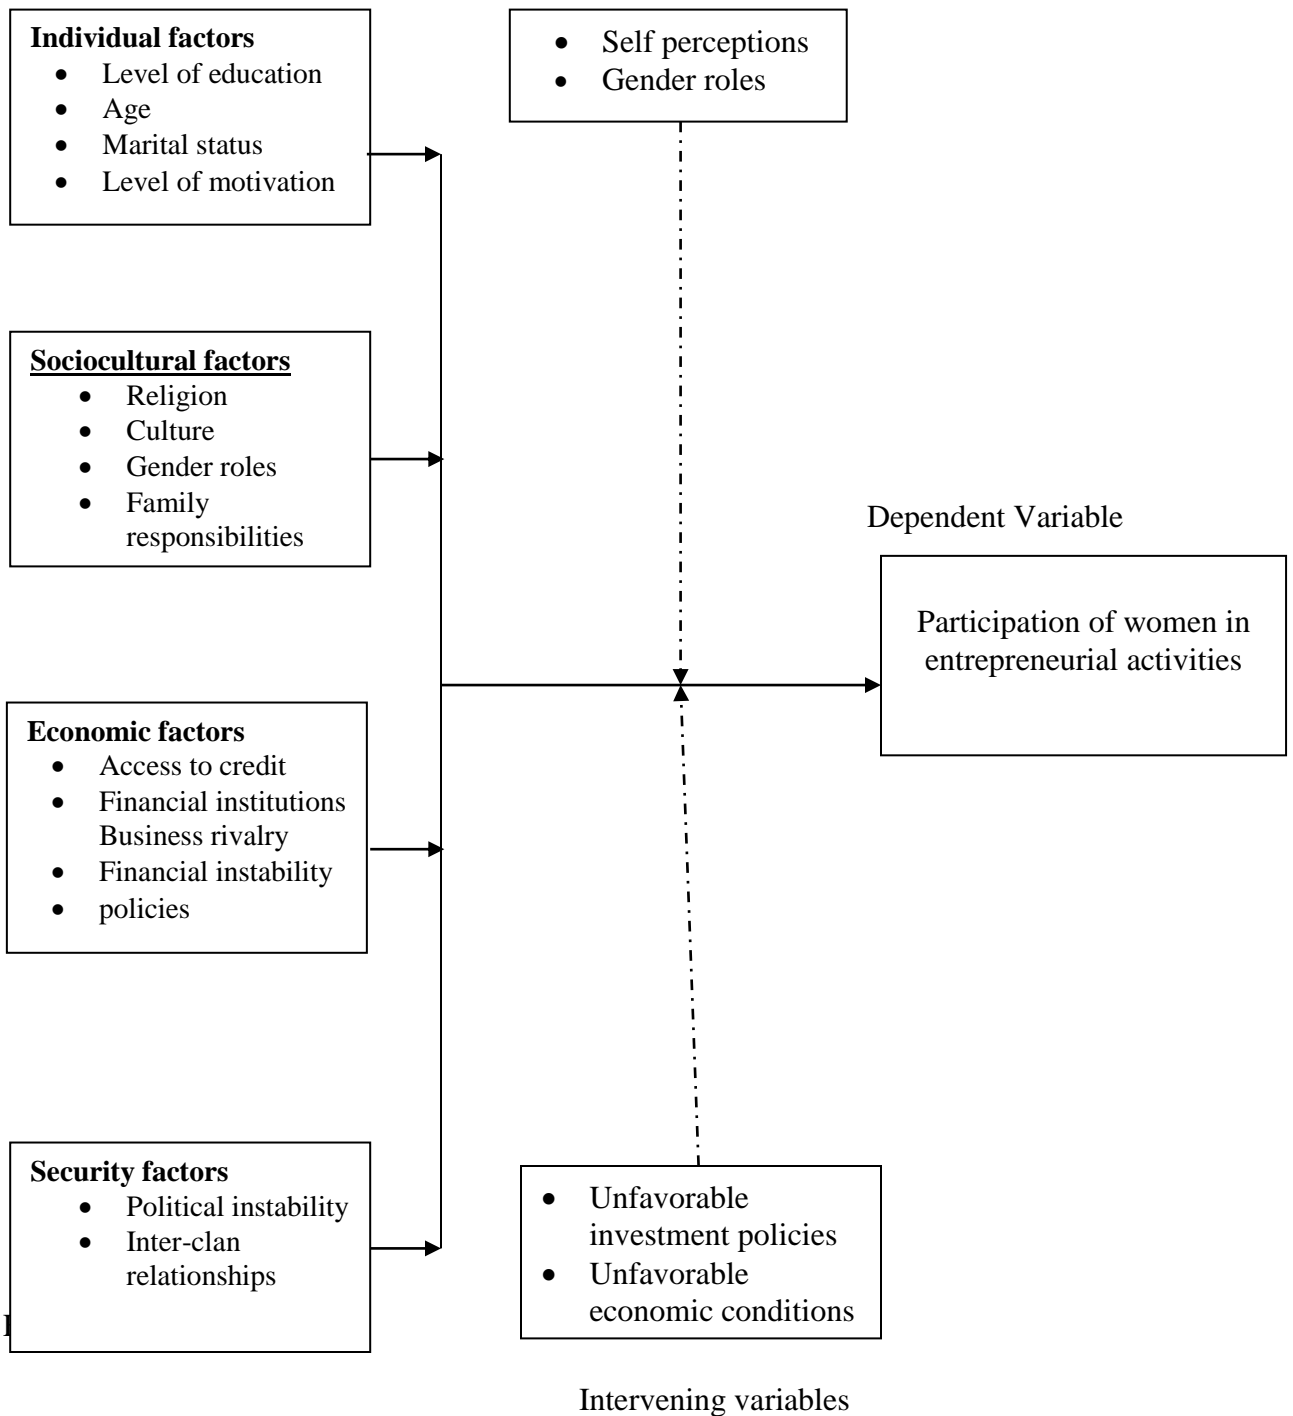 Individual factors
• Level of education
• Age
• Marital status
• Level of motivation
• Self perceptions
• Gender roles
Sociocultural factors
• Religion
• Culture
• Gender roles
• Family
responsibilities
Dependent Variable
Participation of women in
entrepreneurial activities
Economic factors
• Access to credit
• Financial institutions
Business rivalry
• Financial instability
• policies
Security factors
• Political instability
• Inter-clan
relationships
• Unfavorable
investment policies
• Unfavorable
economic conditions
Intervening variables